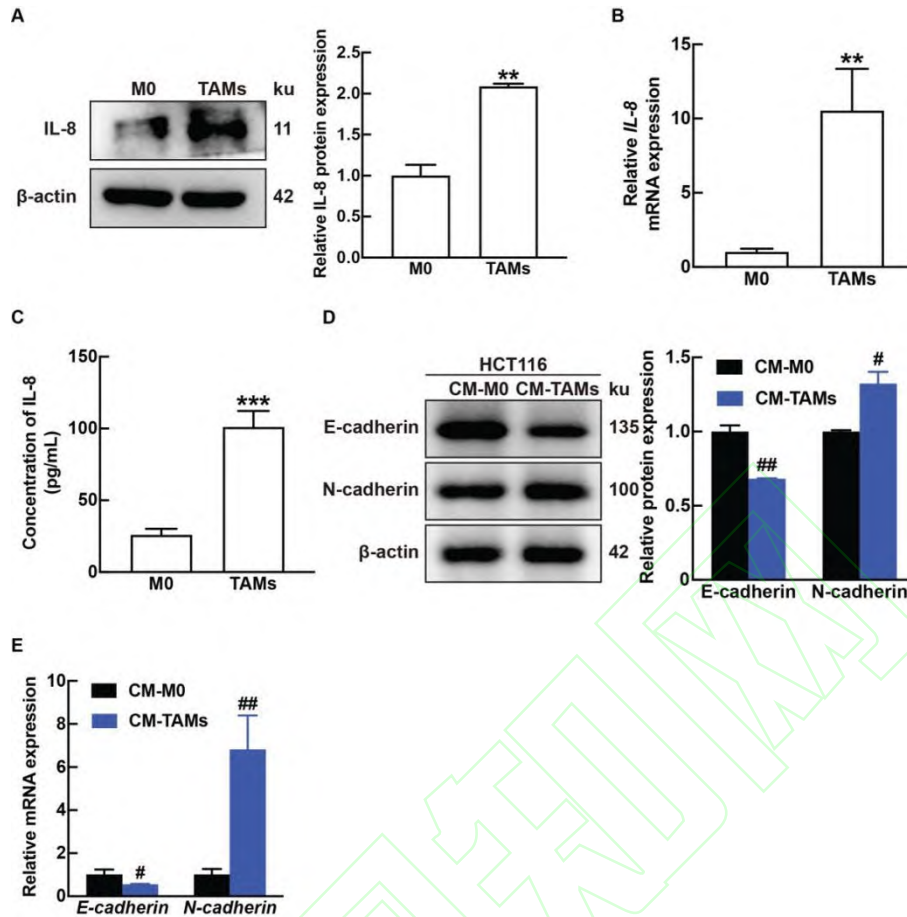 A
M0 TAMs ku
IL-8 11
β-actin 42
Relative IL-8 protein expression
2.5
2.0
1.5
1.0
0.5
0.0
**
M0 TAMs
B
Relative IL-8
mRNA expression
15
10
5
0
**
M0 TAMs
C
Concentration of IL-8
(pg/mL)
150
100
50
0
***
M0 TAMs
D
HCT116
CM-M0 CM-TAMs ku
E-cadherin 135
N-cadherin 100
β-actin 42
Relative protein expression
1.5
1.0
0.5
0
CM-M0
CM-TAMs
##
#
E-cadherin N-cadherin
E
Relative mRNA expression
10
8
6
4
2
0
CM-M0
CM-TAMs
#
##
E-cadherin N-cadherin